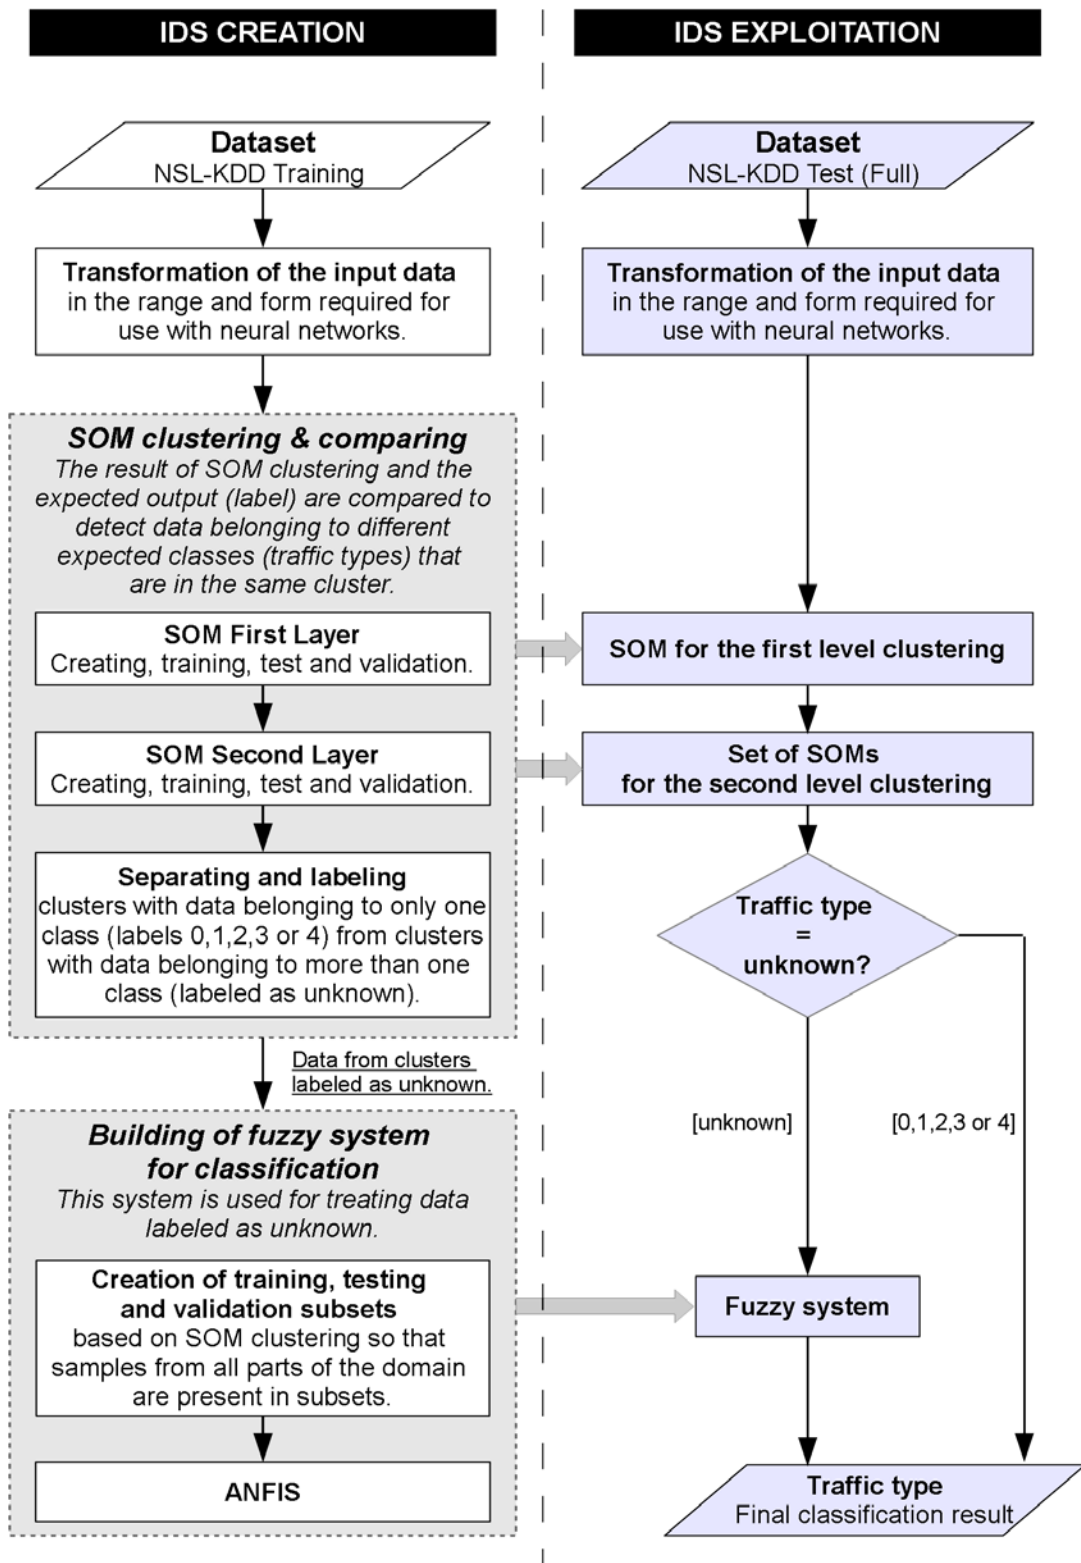 IDS CREATION
Dataset
NSL-KDD Training
Transformation of the input data
in the range and form required for
use with neural networks.
SOM clustering & comparing
The result of SOM clustering and the
expected output (label) are compared to
detect data belonging to different
expected classes (traffic types) that
are in the same cluster.
SOM First Layer
Creating, training, test and validation.
SOM Second Layer
Creating, training, test and validation.
Separating and labeling
clusters with data belonging to only one
class (labels 0,1,2,3 or 4) from clusters
with data belonging to more than one
class (labeled as unknown).
Data from clusters
labeled as unknown.
Building of fuzzy system
for classification
This system is used for treating data
labeled as unknown.
Creation of training, testing
and validation subsets
based on SOM clustering so that
samples from all parts of the domain
are present in subsets.
ANFIS
IDS EXPLOITATION
Dataset
NSL-KDD Test (Full)
Transformation of the input data
in the range and form required for
use with neural networks.
SOM for the first level clustering
Set of SOMs
for the second level clustering
Traffic type
=
unknown?
[unknown]
[0,1,2,3 or 4]
Fuzzy system
Traffic type
Final classification result